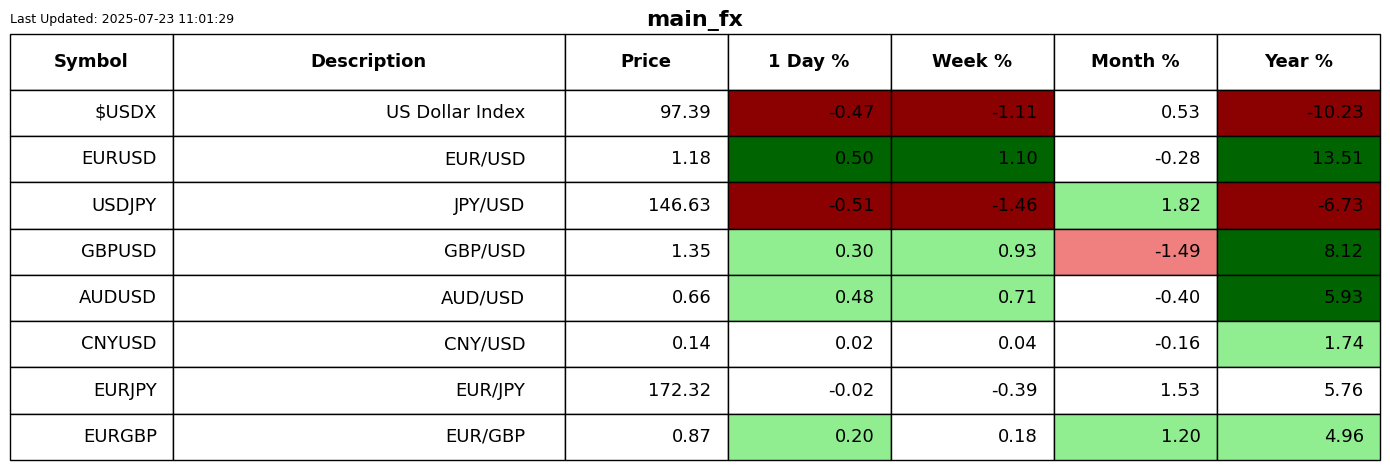 Last Updated: 2025-07-23 11:01:29
main_fx
Symbol Description Price 1 Day % Week % Month % Year %
$USDX US Dollar Index 97.39 -0.47 -1.11 0.53 -10.23
EURUSD EUR/USD 1.18 0.50 1.10 -0.28 13.51
USDJPY JPY/USD 146.63 -0.51 -1.46 1.82 -6.73
GBPUSD GBP/USD 1.35 0.30 0.93 -1.49 8.12
AUDUSD AUD/USD 0.66 0.48 0.71 -0.40 5.93
CNYUSD CNY/USD 0.14 0.02 0.04 -0.16 1.74
EURJPY EUR/JPY 172.32 -0.02 -0.39 1.53 5.76
EURGBP EUR/GBP 0.87 0.20 0.18 1.20 4.96